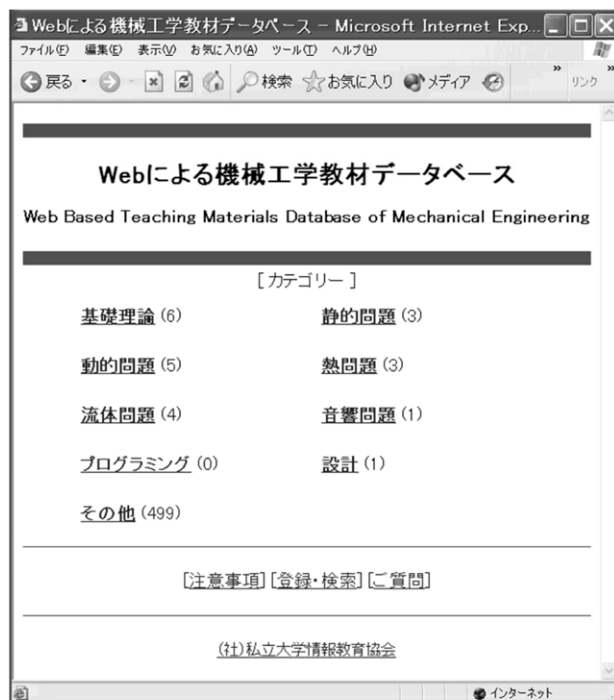 Webによる機械工学教材データベース - Microsoft Internet Exp...
ファイル(F) 編集(E) 表示(V) お気に入り(A) ツール(T) ヘルプ(H)
戻る 検索 お気に入り メディア » リンク »
Webによる機械工学教材データベース
Web Based Teaching Materials Database of Mechanical Engineering
[カテゴリー]
基礎理論 (6) 静的問題 (3)
動的問題 (5) 熱問題 (3)
流体問題 (4) 音響問題 (1)
プログラミング (0) 設計 (1)
その他 (499)
[注意事項] [登録・検索] [ご質問]
(社)私立大学情報教育協会
インターネット